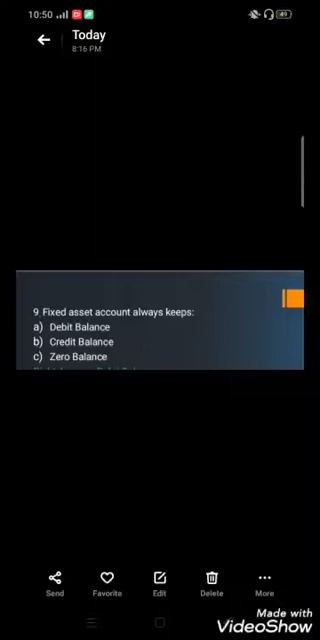 10:50
49
Today
8:16 PM
9 Fixed asset account always keeps:
a) Debit Balance
b) Credit Balance
c) Zero Balance
Send Favorite Edit Delete More
Made with
VideoShow